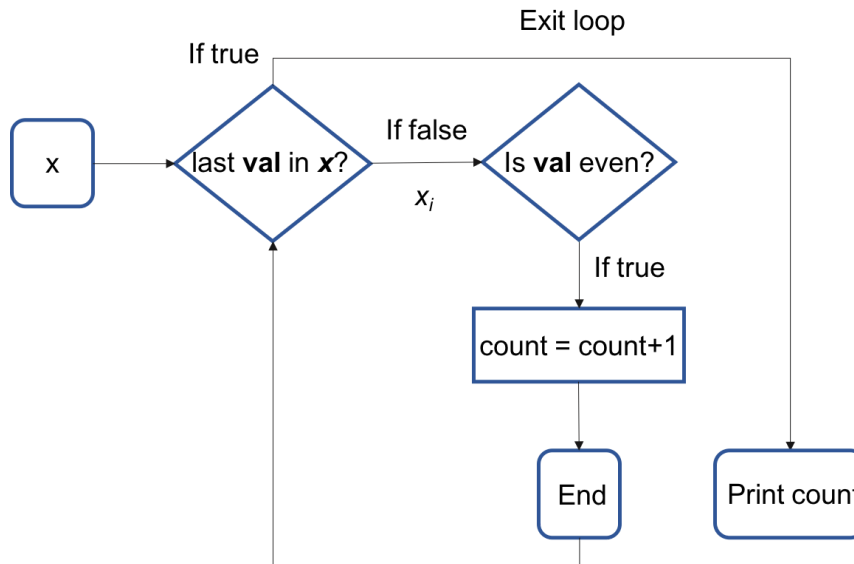 Exit loop
If true
If false
x
last val in x?
Is val even?
xi
If true
count = count+1
End
Print count